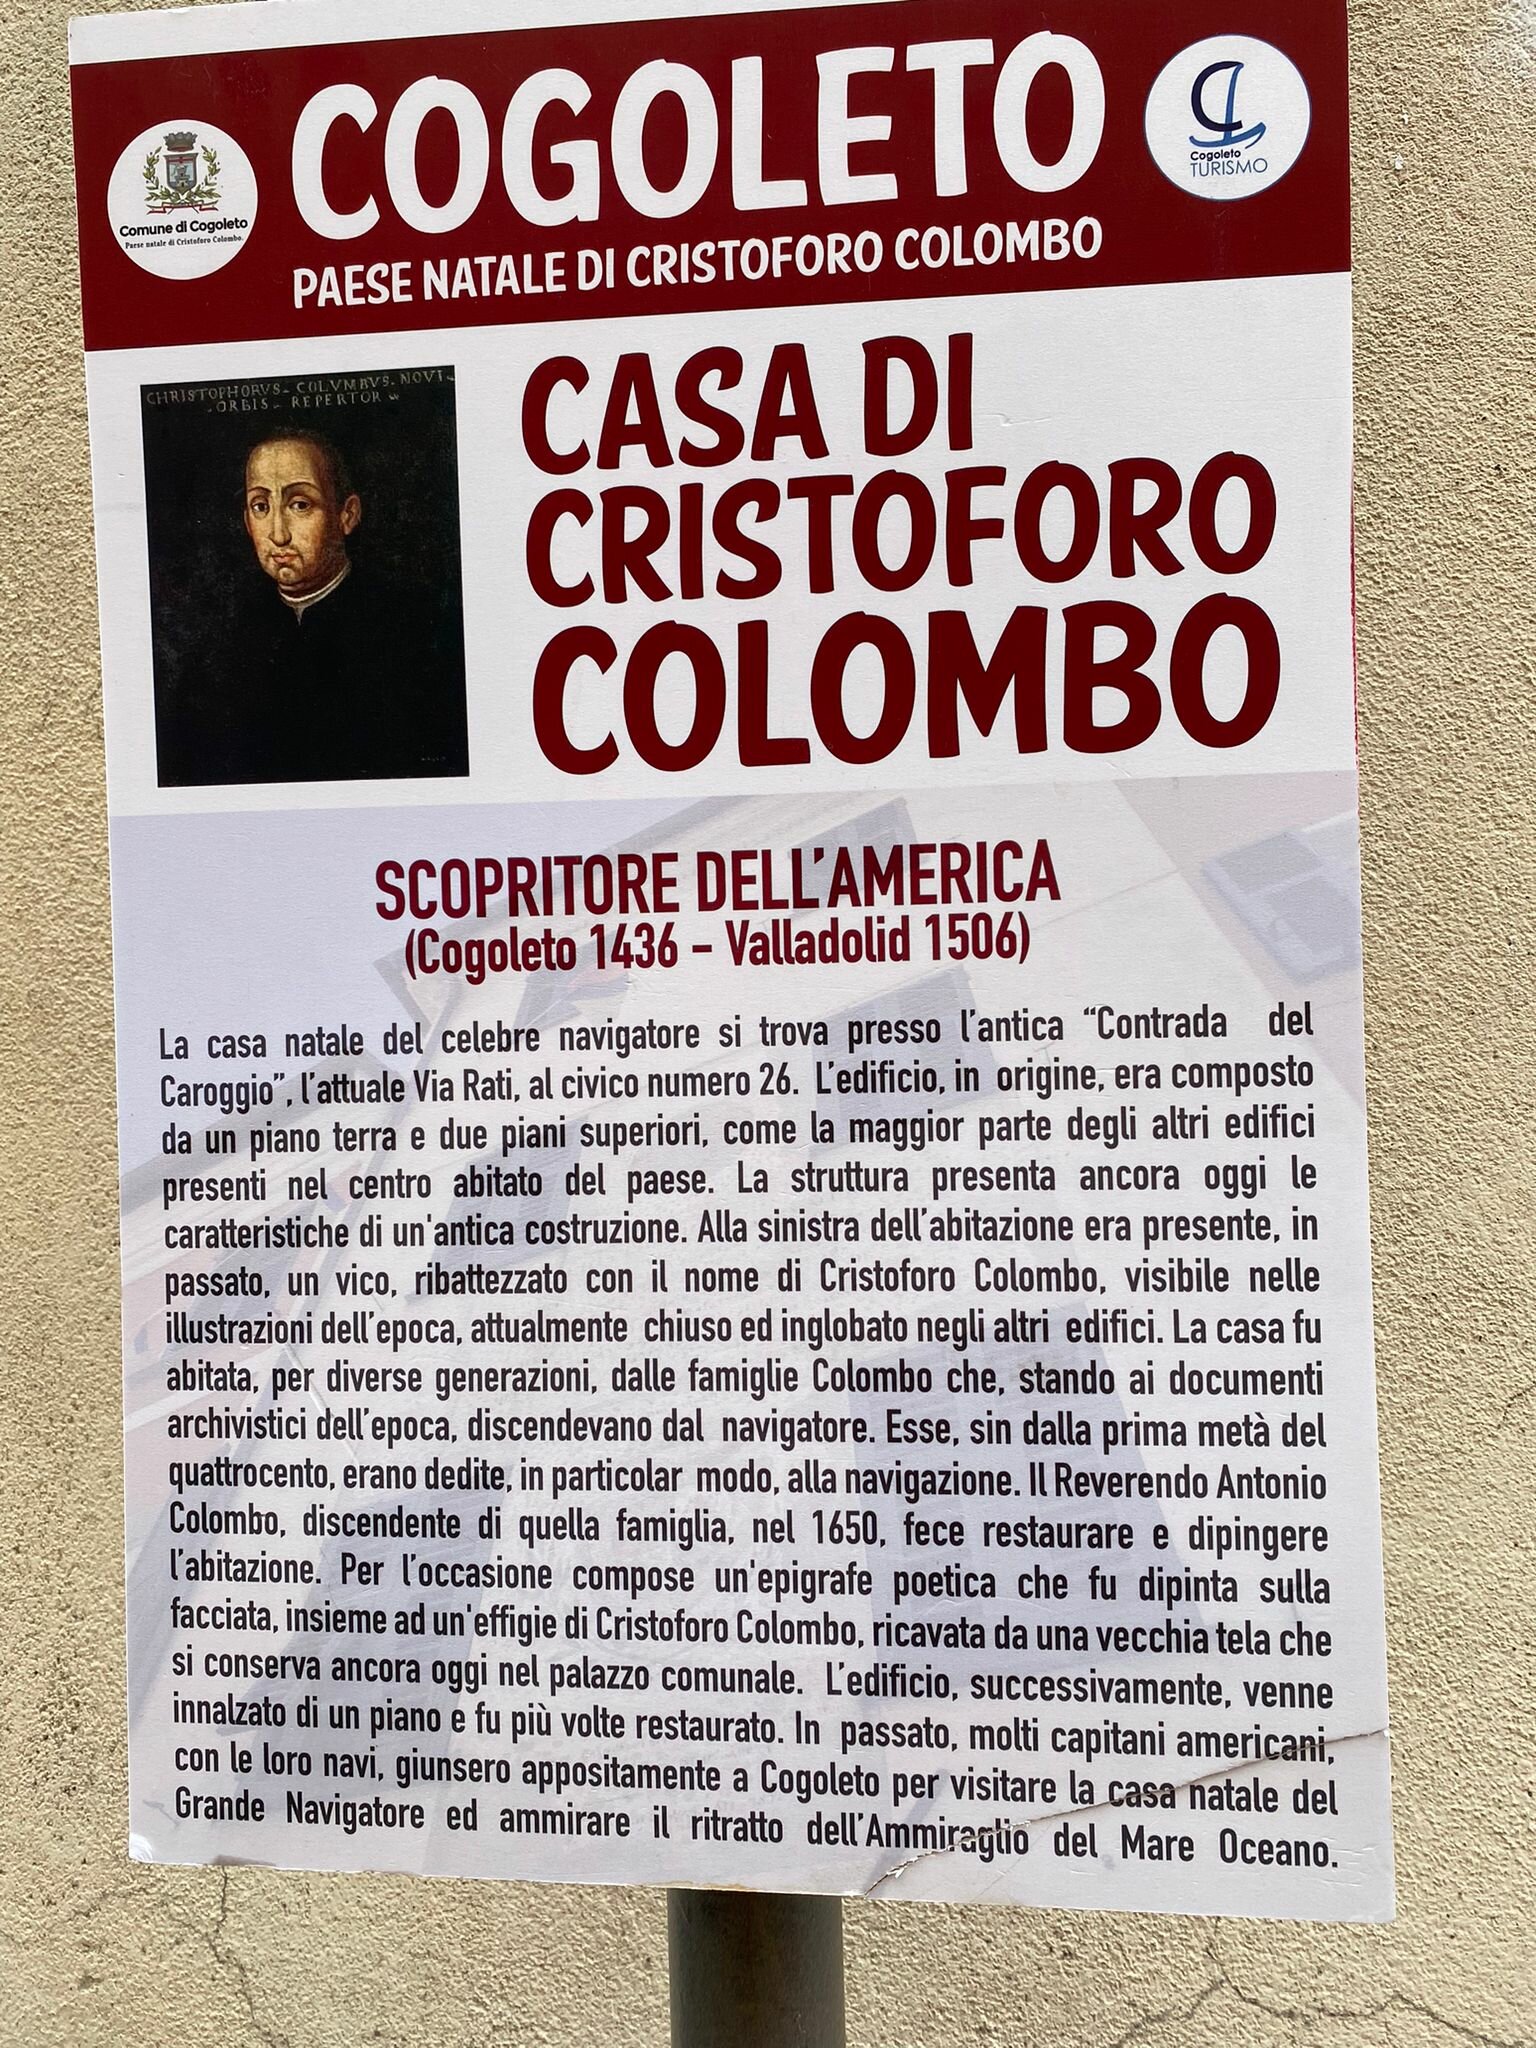 COGOLETO
PAESE NATALE DI CRISTOFORO COLOMBO
Comune di Cogoleto
Paese natale di Cristoforo Colombo.
CL
Cogoleto
TURISMO
CHRISTOPHORVS COLVMBVS NOVI
ORBIS REPERTOR
CASA DI
CRISTOFORO
COLOMBO
SCOPRITORE DELL'AMERICA
(Cogoleto 1436 – Valladolid 1506)
La casa natale del celebre navigatore si trova presso l'antica “Contrada del
Caroggio”, l'attuale Via Rati, al civico numero 26. L'edificio, in origine, era composto
da un piano terra e due piani superiori, come la maggior parte degli altri edifici
presenti nel centro abitato del paese. La struttura presenta ancora oggi le
caratteristiche di un'antica costruzione. Alla sinistra dell'abitazione era presente, in
passato, un vico, ribattezzato con il nome di Cristoforo Colombo, visibile nelle
illustrazioni dell'epoca, attualmente chiuso ed inglobato negli altri edifici. La casa fu
abitata, per diverse generazioni, dalle famiglie Colombo che, stando ai documenti
archivistici dell'epoca, discendevano dal navigatore. Esse, sin dalla prima metà del
quattrocento, erano dedite, in particolar modo, alla navigazione. Il Reverendo Antonio
Colombo, discendente di quella famiglia, nel 1650, fece restaurare e dipingere
l'abitazione. Per l'occasione compose un'epigrafe poetica che fu dipinta sulla
facciata, insieme ad un'effigie di Cristoforo Colombo, ricavata da una vecchia tela che
si conserva ancora oggi nel palazzo comunale. L'edificio, successivamente, venne
innalzato di un piano e fu più volte restaurato. In passato, molti capitani americani,
con le loro navi, giunsero appositamente a Cogoleto per visitare la casa natale del
Grande Navigatore ed ammirare il ritratto dell'Ammiraglio del Mare Oceano.